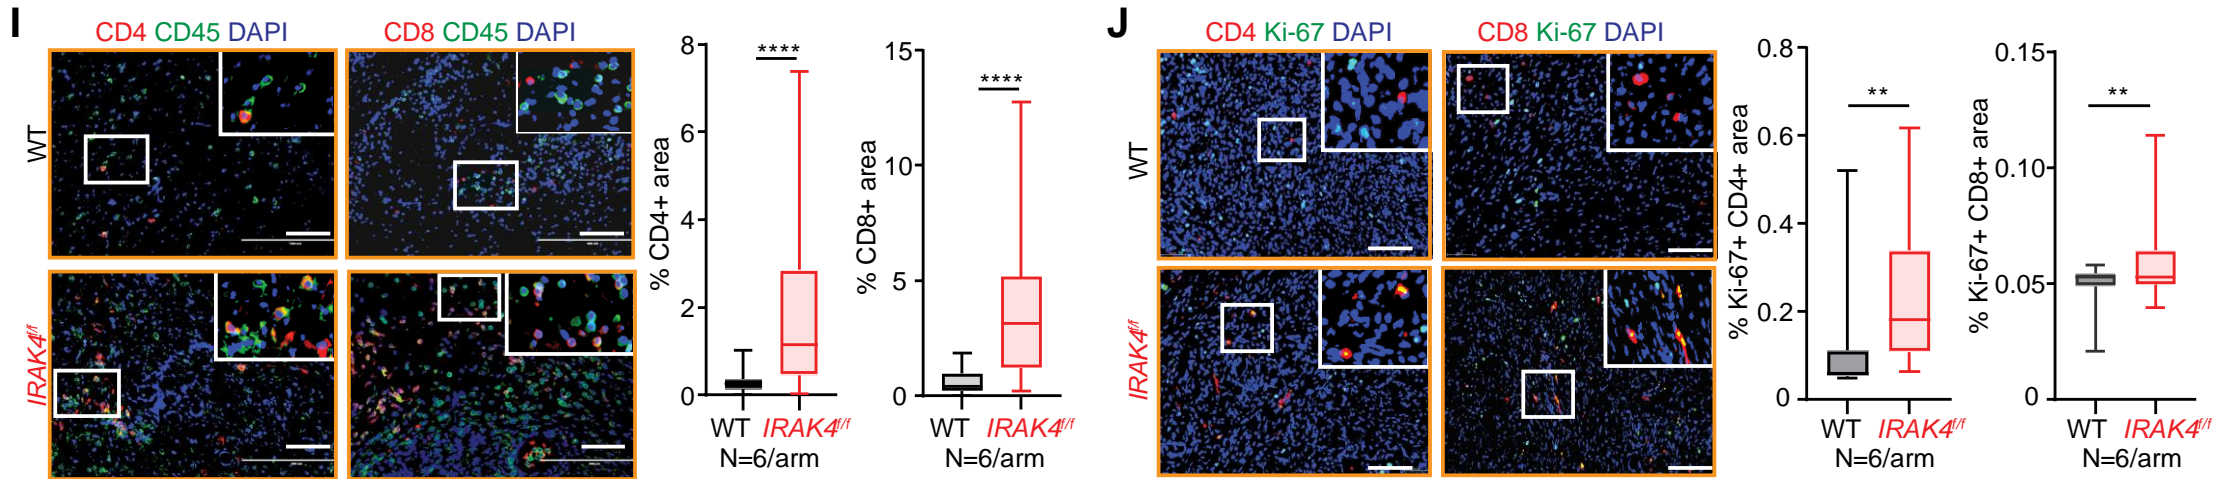 I
CD4 CD45 DAPI
CD8 CD45 DAPI
WT
IRAK4f/f
% CD4+ area
8
6
4
2
0
****
WT IRAK4f/f
N=6/arm
% CD8+ area
15
10
5
0
****
WT IRAK4f/f
N=6/arm
J
CD4 Ki-67 DAPI
CD8 Ki-67 DAPI
WT
IRAK4f/f
% Ki-67+ CD4+ area
0.8
0.6
0.4
0.2
0
**
WT IRAK4f/f
N=6/arm
% Ki-67+ CD8+ area
0.15
0.10
0.05
0
**
WT IRAK4f/f
N=6/arm